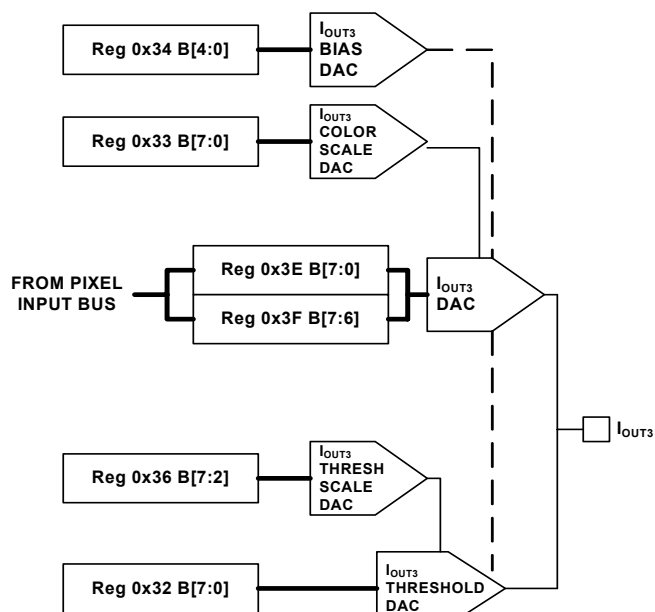 Reg 0x34 B[4:0]
IOUT3
BIAS
DAC
Reg 0x33 B[7:0]
IOUT3
COLOR
SCALE
DAC
FROM PIXEL
INPUT BUS
Reg 0x3E B[7:0]
Reg 0x3F B[7:6]
IOUT3
DAC
IOUT3
Reg 0x36 B[7:2]
IOUT3
THRESH
SCALE
DAC
Reg 0x32 B[7:0]
IOUT3
THRESHOLD
DAC